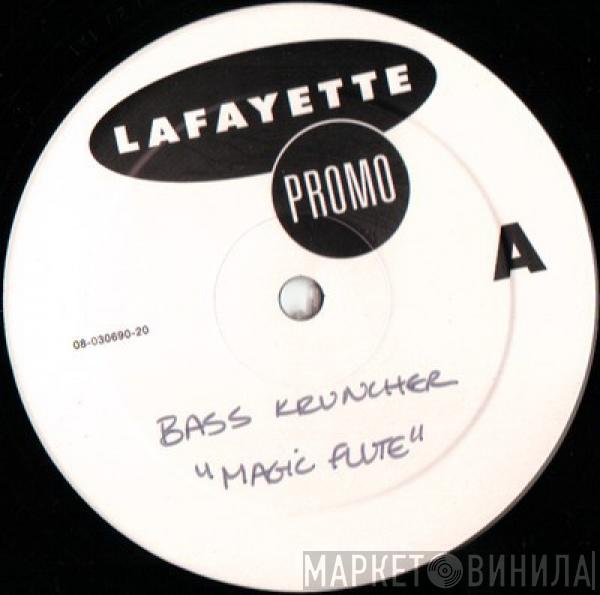 LAFAYETTE
PROMO
A
08-030690-20
BASS KRUNCHER
"MAGIC FLUTE"
МАРКЕТ ВИНИЛА